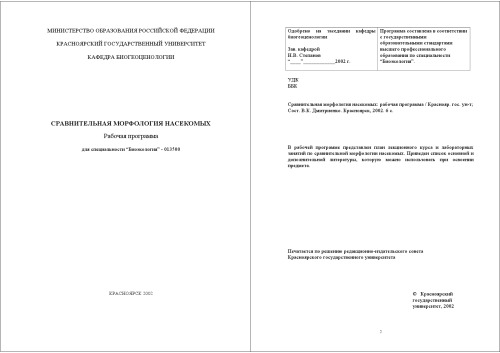 МИНИСТЕРСТВО ОБРАЗОВАНИЯ РОССИЙСКОЙ ФЕДЕРАЦИИ
КРАСНОЯРСКИЙ ГОСУДАРСТВЕННЫЙ УНИВЕРСИТЕТ
КАФЕДРА БИОГЕОЦЕНОЛОГИИ
СРАВНИТЕЛЬНАЯ МОРФОЛОГИЯ НАСЕКОМЫХ
Рабочая программа
для специальности "Биоэкология" - 013500
КРАСНОЯРСК 2002
Одобрено на заседании кафедры
биогеоценологии
Зав. кафедрой
Н.В. Степанов
"____"______________2002 г.
Программа составлена в соответствии
с государственными
образовательными стандартами
высшего профессионального
образования по специальности
"Биоэкология".
УДК
ББК
Сравнительная морфология насекомых: рабочая программа / Краснояр. гос. ун-т;
Сост. В.К. Дмитриенко. Красноярск, 2002. 6 с.
В рабочей программе представлен план лекционного курса и лабораторных
занятий по сравнительной морфологии насекомых. Приведен список основной и
дополнительной литературы, которую можно использовать при освоении
предмета.
Печатается по решению редакционно-издательского совета
Красноярского государственного университета
© Красноярский
государственный
университет, 2002
2